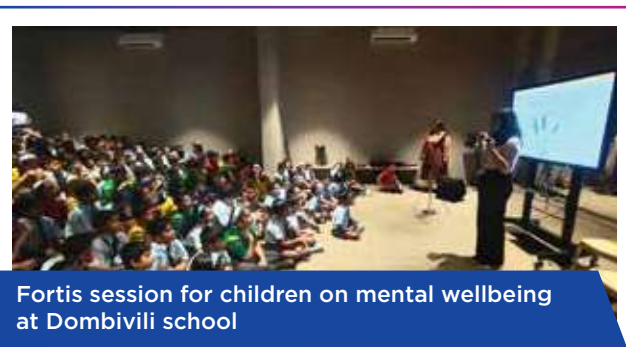 Fortis session for children on mental wellbeing
at Dombivili school